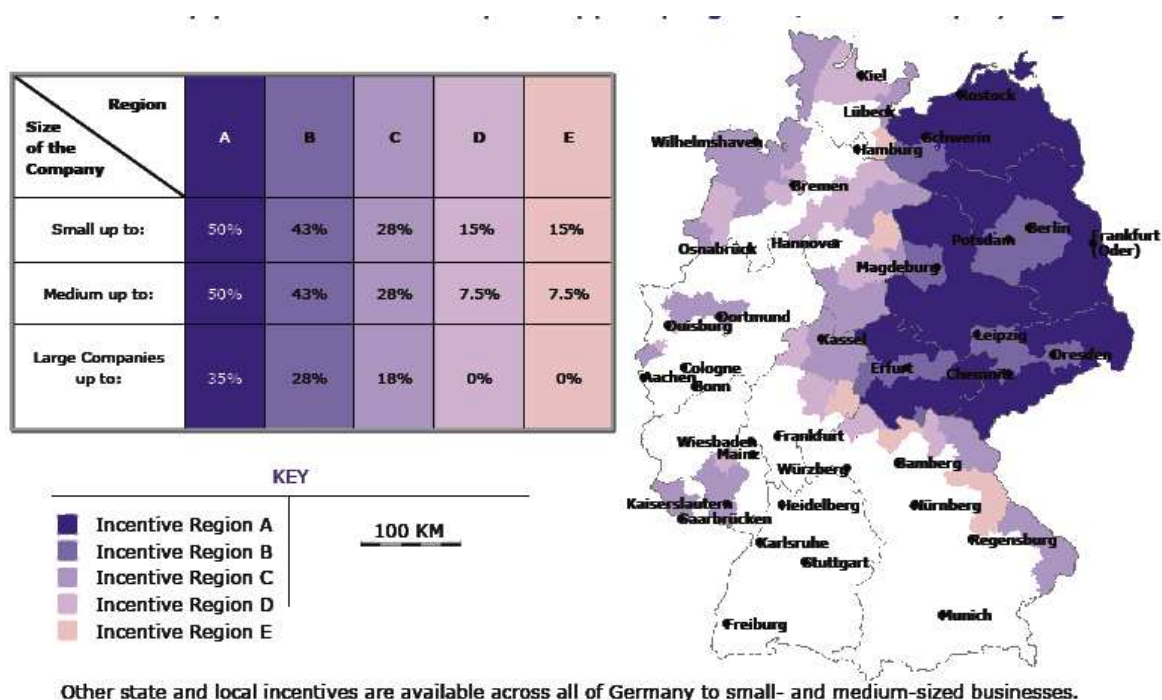 Region
Size
of the
Company
A
B
C
D
E
Small up to:
50%
43%
28%
15%
15%
Medium up to:
50%
43%
28%
7.5%
7.5%
Large Companies
up to:
35%
28%
18%
0%
0%
KEY
Incentive Region A
Incentive Region B
Incentive Region C
Incentive Region D
Incentive Region E
100 KM
Kiel
Rostock
Lübeck
Schwerin
Wilhelmshaven
Hamburg
Bremen
Berlin
Potsdam
Frankfurt
(Oder)
Hannover
Osnabrück
Magdeburg
Dortmund
Duisburg
Leipzig
Kassel
Dresden
Cologne
Erfurt
Chemnitz
Aachen
Bonn
Frankfurt
Wiesbaden
Mainz
Bamberg
Würzberg
Kaiserslautern
Heidelberg
Nürnberg
Saarbrücken
Karlsruhe
Regensburg
Stuttgart
Munich
Freiburg
Other state and local incentives are available across all of Germany to small- and medium-sized businesses.